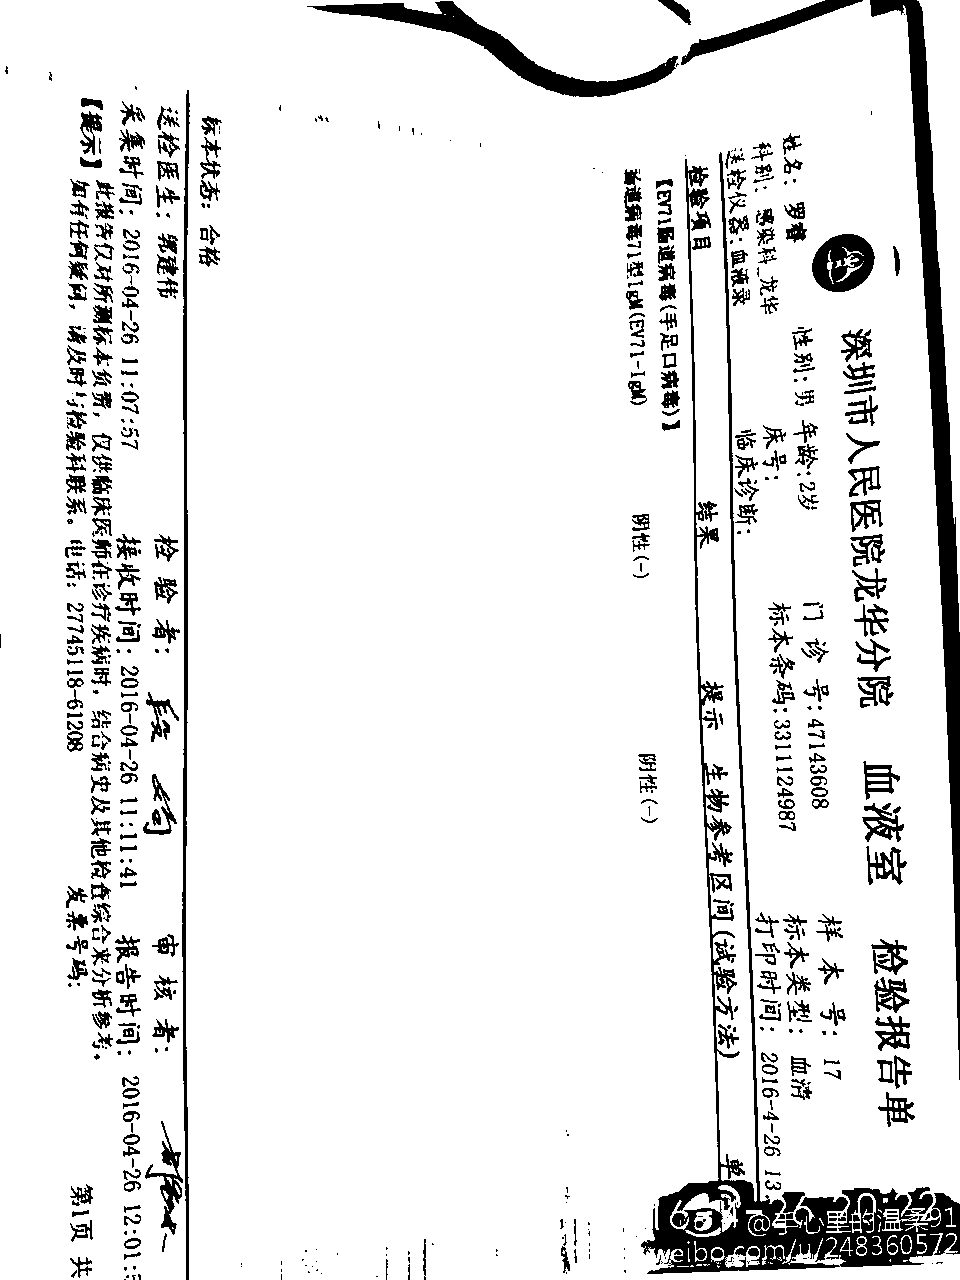 深圳市人民医院龙华分院 血液室 检验报告单
姓名: 罗睿 性别:男 年龄:2岁 门诊号:47143608 样本号: 17
科别: 感染科_龙华 床号: 标本条码:3311124987 标本类型: 血清
送检仪器:血液录 临床诊断: 打印时间: 2016-4-26 13
检验项目 结果 提示 生物参考区间(试验方法) 单
【EV71肠道病毒(手足口病毒)】
肠道病毒71型IgM(EV71-IgM) 阴性(-) 阴性(-)
标本状态: 合格
送检医生: 郭建伟 检验者: 审核者:
采集时间: 2016-04-26 11:07:57 接收时间: 2016-04-26 11:11:41 报告时间: 2016-04-26 12:01:5
【提示】 此报告仅对所测标本负责, 仅供临床医师在诊疗疾病时, 结合病史及其他检查综合来分析参考。
如有任何疑问, 请及时与检验科联系。电话: 27745118-61208 发票号码: 第1页 共
@手心里的温柔91
weibo.com/u/248360572